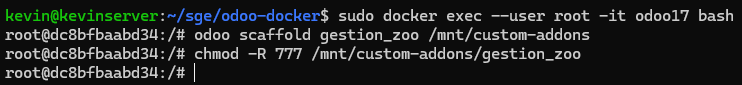 kevin@kevinserver:~/sge/odoo-docker$ sudo docker exec --user root -it odoo17 bash
root@dc8bfbaabd34:/# odoo scaffold gestion_zoo /mnt/custom-addons
root@dc8bfbaabd34:/# chmod -R 777 /mnt/custom-addons/gestion_zoo
root@dc8bfbaabd34:/#